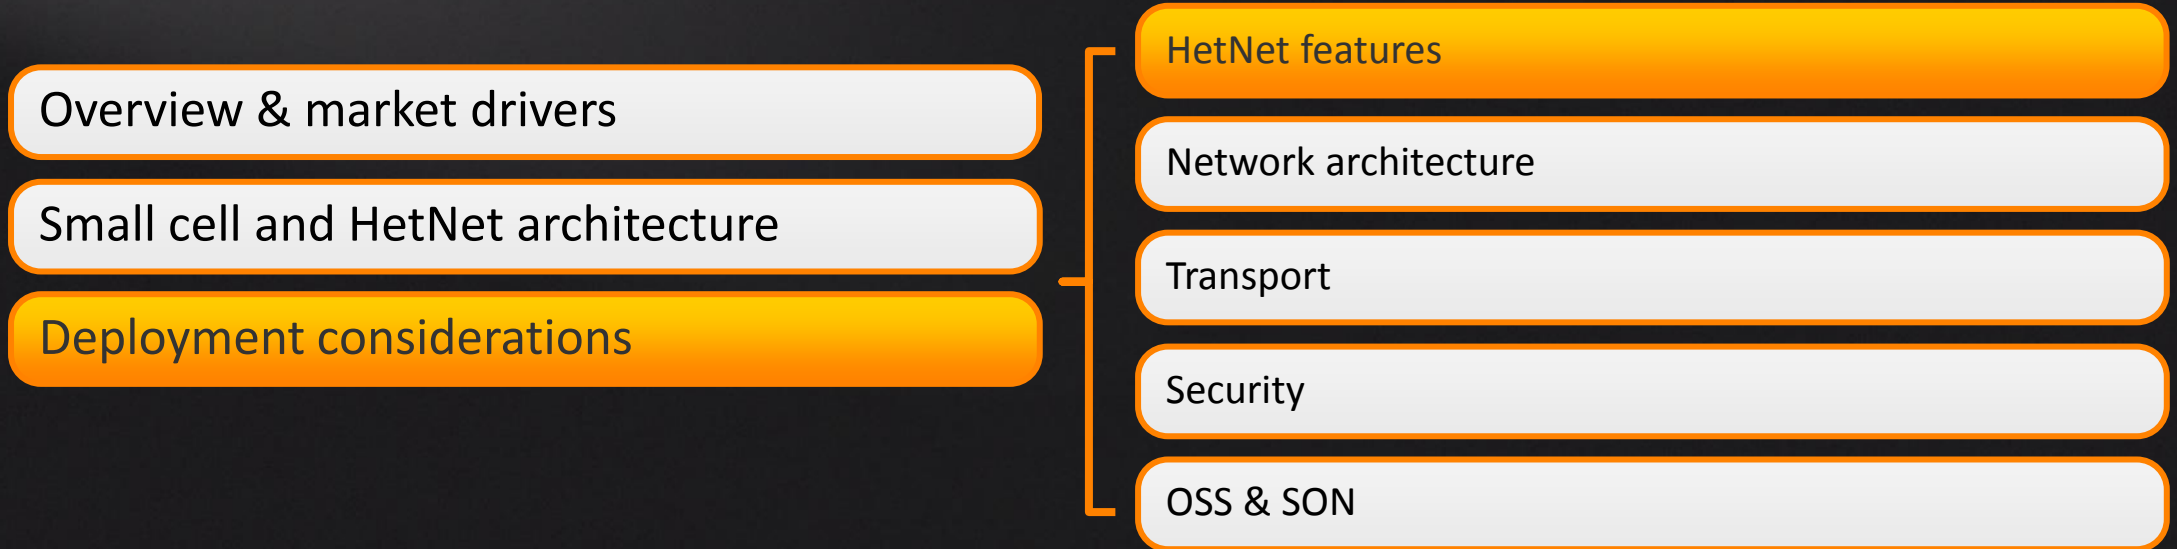 Overview & market drivers
Small cell and HetNet architecture
Deployment considerations
HetNet features
Network architecture
Transport
Security
OSS & SON